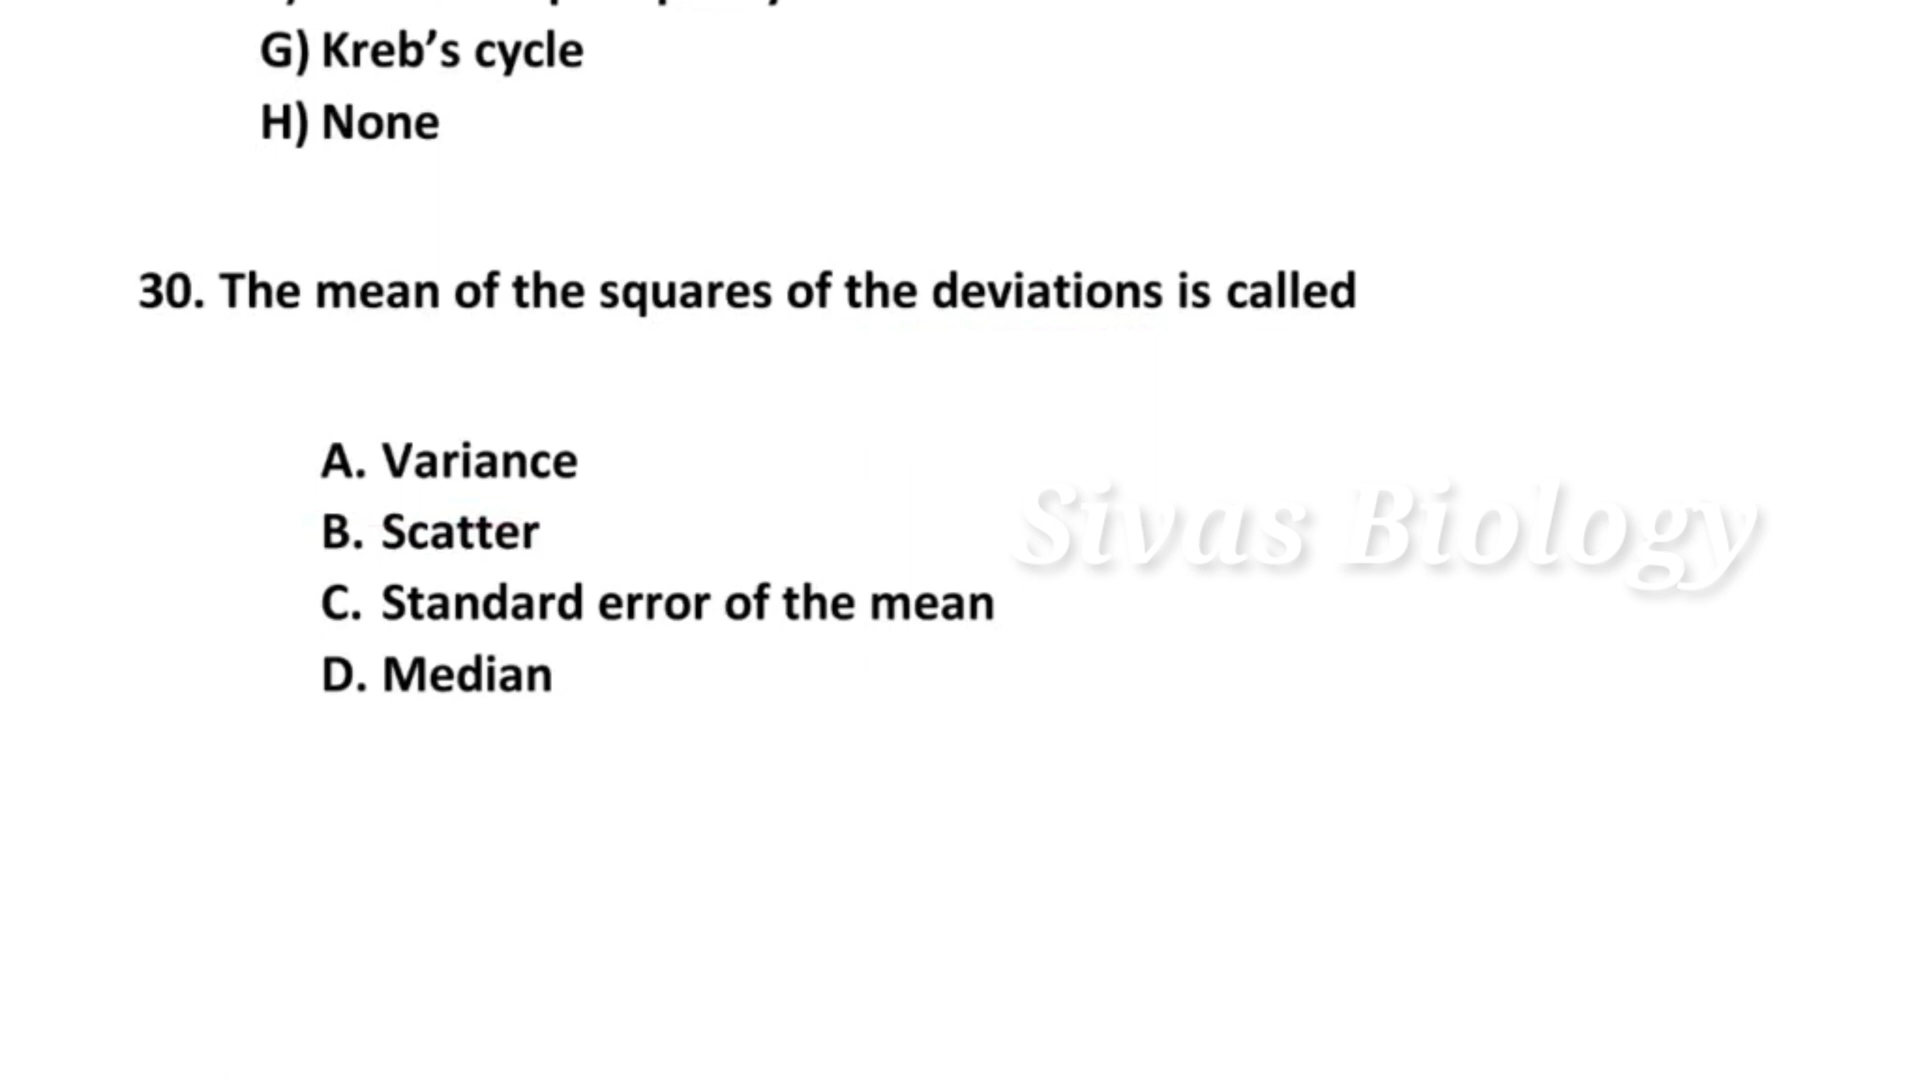 G) Kreb’s cycle
H) None
30. The mean of the squares of the deviations is called
A. Variance
B. Scatter
C. Standard error of the mean
D. Median
Sivas Biology